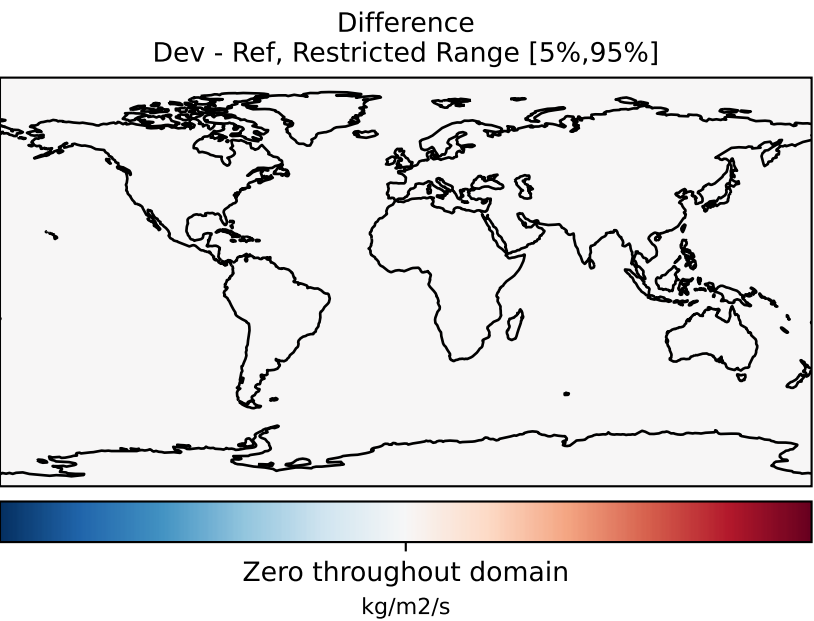 Difference
Dev - Ref, Restricted Range [5%,95%]
Zero throughout domain
kg/m2/s